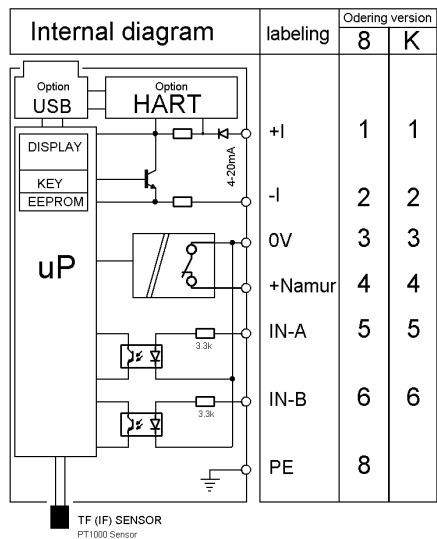 Internal diagram
labeling
Odering version
8 K
Option
USB
Option
HART
DISPLAY
KEY
EEPROM
uP
4-20mA
+I 1 1
-I 2 2
0V 3 3
+Namur 4 4
3.3k
IN-A 5 5
3.3k
IN-B 6 6
PE 8
TF (IF) SENSOR
PT1000 Sensor